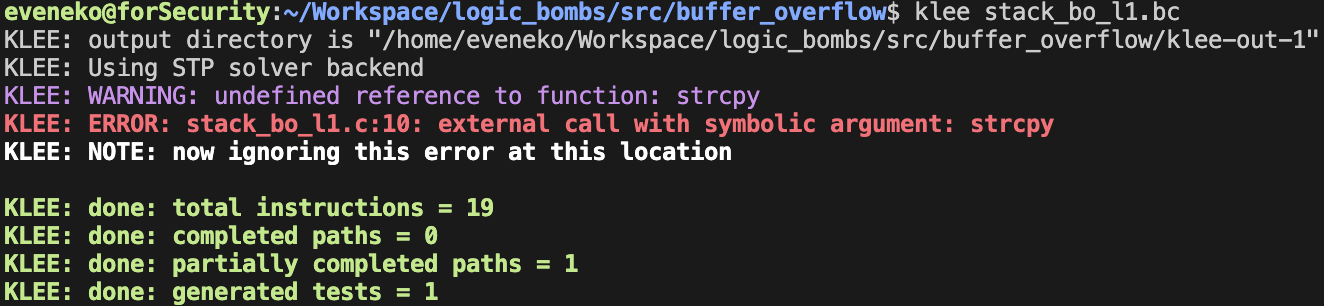 eveneko@forSecurity:~/Workspace/logic_bombs/src/buffer_overflow$ klee stack_bo_l1.bc
KLEE: output directory is "/home/eveneko/Workspace/logic_bombs/src/buffer_overflow/klee-out-1"
KLEE: Using STP solver backend
KLEE: WARNING: undefined reference to function: strcpy
KLEE: ERROR: stack_bo_l1.c:10: external call with symbolic argument: strcpy
KLEE: NOTE: now ignoring this error at this location
KLEE: done: total instructions = 19
KLEE: done: completed paths = 0
KLEE: done: partially completed paths = 1
KLEE: done: generated tests = 1